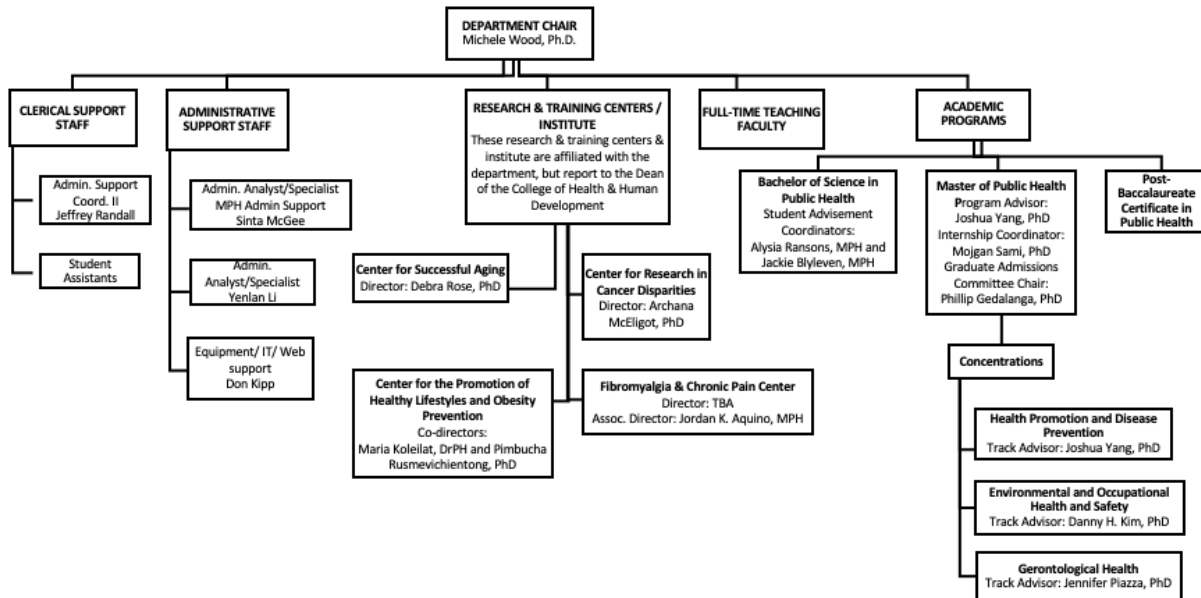 DEPARTMENT CHAIR
Michele Wood, Ph.D.
CLERICAL SUPPORT
STAFF
Admin. Support
Coord. II
Jeffrey Randall
Student
Assistants
ADMINISTRATIVE
SUPPORT STAFF
Admin. Analyst/Specialist
MPH Admin Support
Sinta McGee
Admin.
Analyst/Specialist
Yenlan Li
Equipment/ IT/ Web
support
Don Kipp
RESEARCH & TRAINING CENTERS /
INSTITUTE
These research & training centers &
institute are affiliated with the
department, but report to the Dean
of the College of Health & Human
Development
Center for Successful Aging
Director: Debra Rose, PhD
Center for Research in
Cancer Disparities
Director: Archana
McEligot, PhD
Center for the Promotion of
Healthy Lifestyles and Obesity
Prevention
Co-directors:
Maria Koleilat, DrPH and Pimbucha
Rusmevichientong, PhD
Fibromyalgia & Chronic Pain Center
Director: TBA
Assoc. Director: Jordan K. Aquino, MPH
FULL-TIME TEACHING
FACULTY
ACADEMIC
PROGRAMS
Bachelor of Science in
Public Health
Student Advisement
Coordinators:
Alysia Ransons, MPH and
Jackie Blyleven, MPH
Master of Public Health
Program Advisor:
Joshua Yang, PhD
Internship Coordinator:
Mojgan Sami, PhD
Graduate Admissions
Committee Chair:
Phillip Gedalanga, PhD
Post-
Baccalaureate
Certificate in
Public Health
Concentrations
Health Promotion and Disease
Prevention
Track Advisor: Joshua Yang, PhD
Environmental and Occupational
Health and Safety
Track Advisor: Danny H. Kim, PhD
Gerontological Health
Track Advisor: Jennifer Piazza, PhD